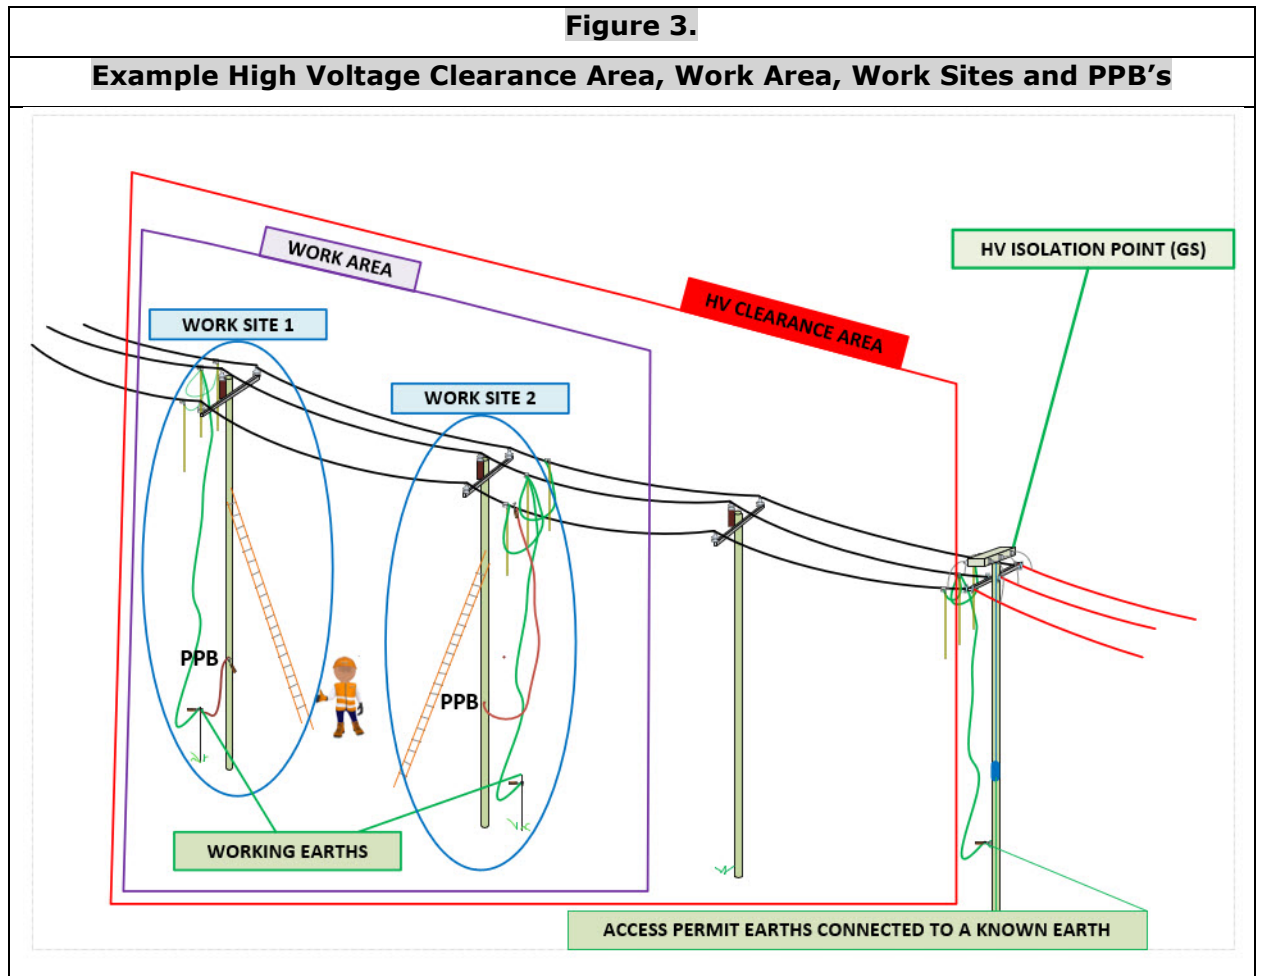 Figure 3.
Example High Voltage Clearance Area, Work Area, Work Sites and PPB’s
WORK AREA
HV CLEARANCE AREA
HV ISOLATION POINT (GS)
WORK SITE 1
WORK SITE 2
PPB
PPB
WORKING EARTHS
ACCESS PERMIT EARTHS CONNECTED TO A KNOWN EARTH